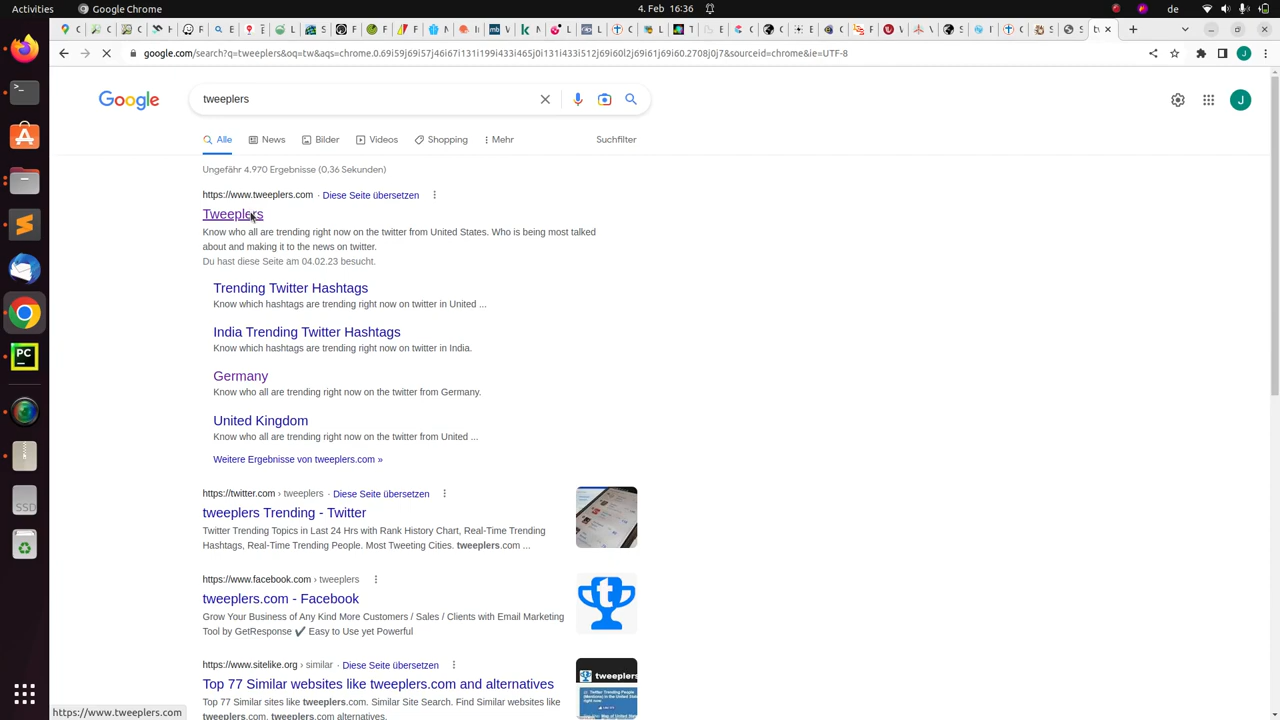 Sa 4. Feb 16:36
google.com/search?q=tweeplers&oq=tw&aqs=chrome.0.69i59j69i57j46i67i131i199i433i465j0i131i433i512j69i60l2j69i61j69i60.2708j0j7&sourceid=chrome&ie=UTF-8
J
Google
tweeplers
J
Alle News Bilder Videos Shopping Mehr Suchfilter
Ungefähr 4.970 Ergebnisse (0,36 Sekunden)
https://www.tweeplers.com · Diese Seite übersetzen
Tweeplers
Know who all are trending right now on the twitter from United States. Who is being most talked
about and making it to the news on twitter.
Du hast diese Seite am 04.02.23 besucht.
Trending Twitter Hashtags
Know which hashtags are trending right now on twitter in United ...
India Trending Twitter Hashtags
Know which hashtags are trending right now on twitter in India.
Germany
Know who all are trending right now on the twitter from Germany.
United Kingdom
Know who all are trending right now on the twitter from United ...
Weitere Ergebnisse von tweeplers.com »
https://twitter.com › tweeplers · Diese Seite übersetzen
tweeplers Trending - Twitter
Twitter Trending Topics in Last 24 Hrs with Rank History Chart, Real-Time Trending
Hashtags, Real-Time Trending People. Most Tweeting Cities. tweeplers.com ...
https://www.facebook.com › tweeplers
tweeplers.com - Facebook
Grow Your Business of Any Kind More Customers / Sales / Clients with Email Marketing
Tool by GetResponse ✔ Easy to Use yet Powerful
https://www.sitelike.org › similar · Diese Seite übersetzen
Top 77 Similar websites like tweeplers.com and alternatives
Top 77 Similar sites like tweeplers.com. Similar Site Search. Find Similar websites like
tweeplers.com. tweeplers.com alternatives.
tweeplers
Twitter Trending People
right now.
PC
SSD
https://www.tweeplers.com